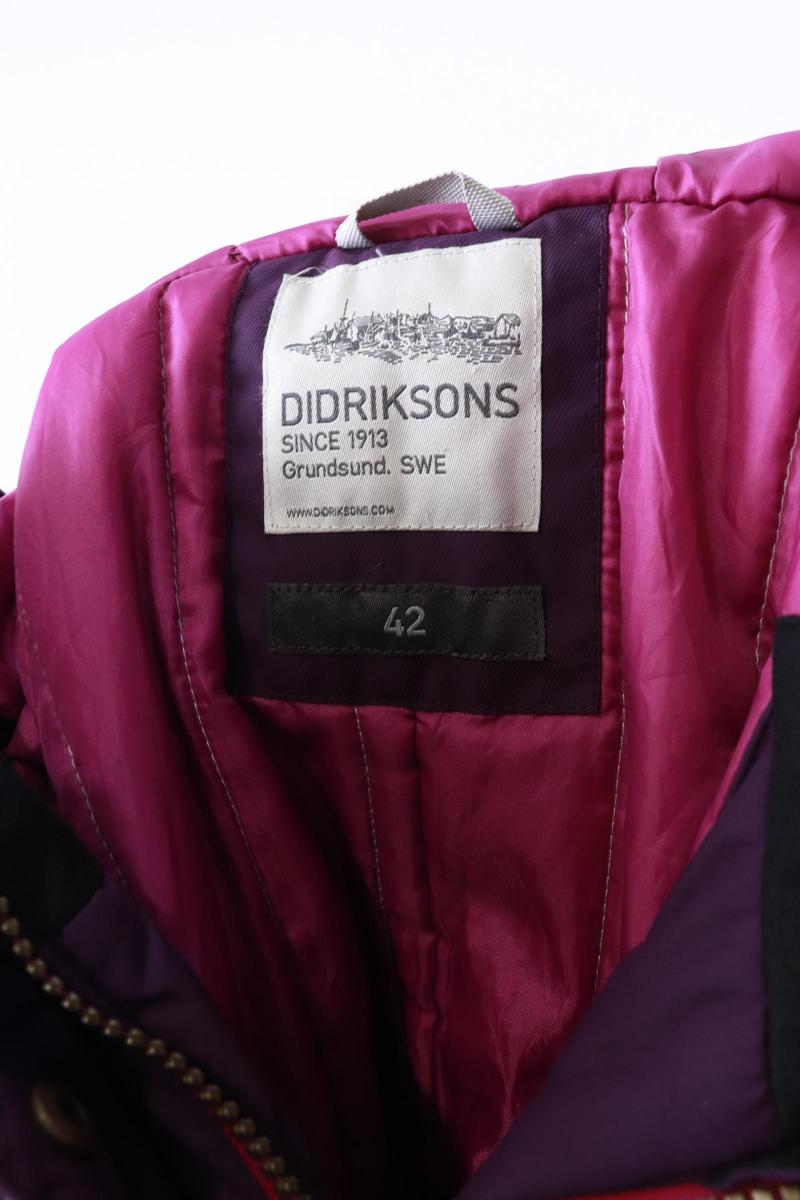 DIDRIKSONS
SINCE 1913
Grundsund. SWE
WWW.DIDRIKSONS.COM
42